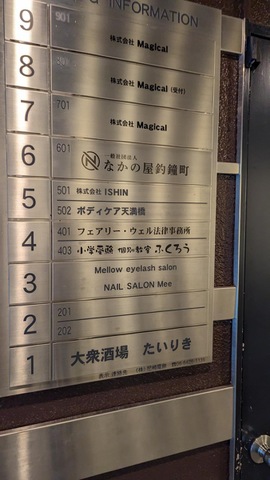 INFORMATION
9
901
株式会社 Magical
8
株式会社 Magical (受付)
7
701
株式会社 Magical
6
601
一般社団法人
なかの屋釣鐘町
5
501 株式会社 ISHIN
502 ボディケア天満橋
4
401 フェアリー・ウェル法律事務所
403 小学受験 個別教室 ふくろう
3
Mellow eyelash salon
NAIL SALON Mee
2
201
202
1
大衆酒場 たいりき